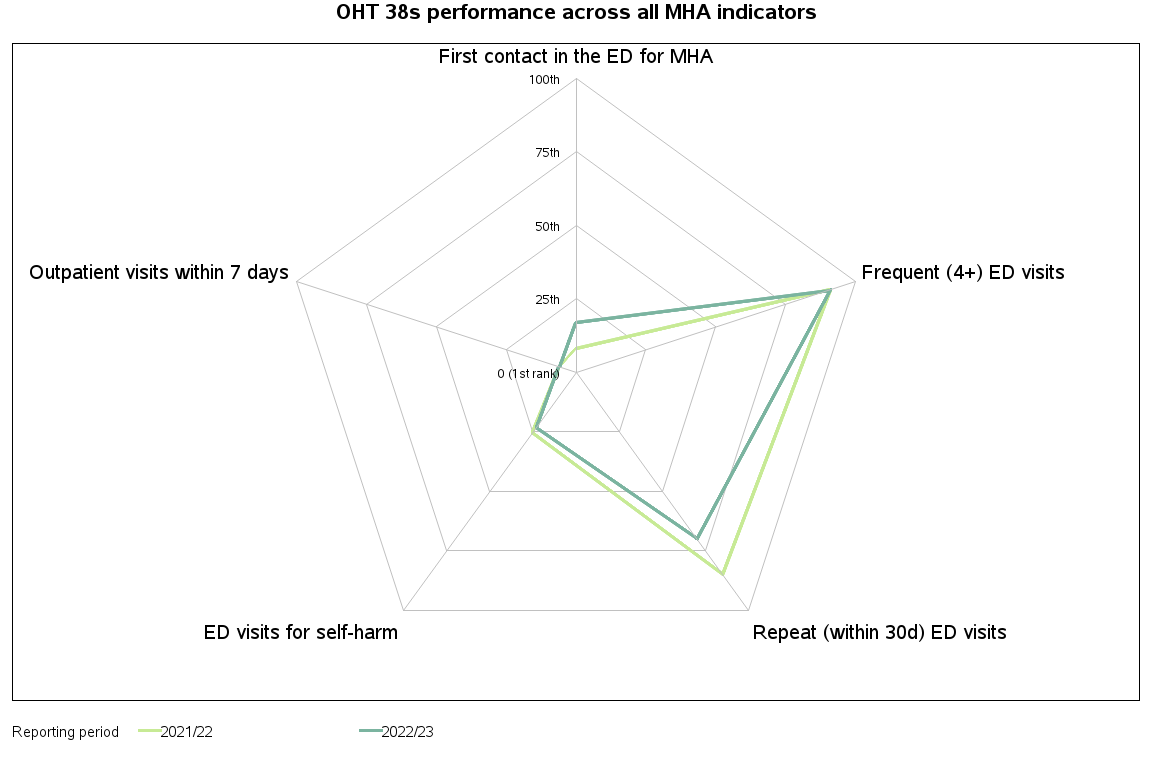 OHT 38s performance across all MHA indicators
First contact in the ED for MHA
100th
75th
50th
25th
0 (1st rank)
Outpatient visits within 7 days
Frequent (4+) ED visits
ED visits for self-harm
Repeat (within 30d) ED visits
Reporting period 2021/22 2022/23